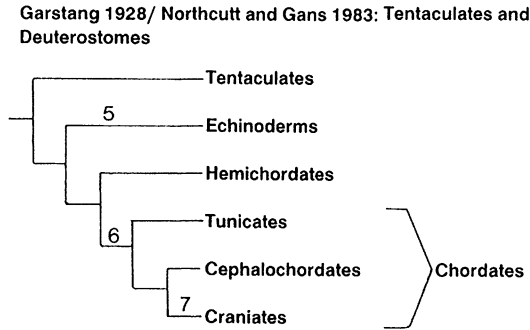 Garstang 1928/ Northcutt and Gans 1983: Tentaculates and
Deuterostomes
Tentaculates
5
Echinoderms
Hemichordates
6
Tunicates
Cephalochordates
Chordates
7
Craniates